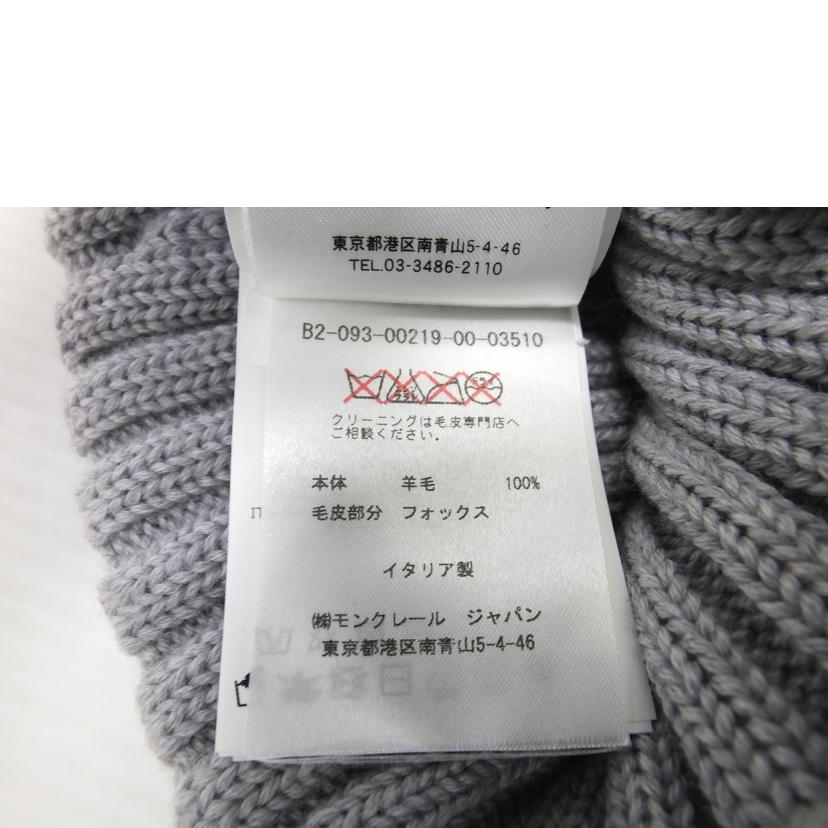 東京都港区南青山5-4-46
TEL.03-3486-2110
B2-093-00219-00-03510
クリーニングは毛皮専門店へ
ご相談ください。
本体 羊毛 100%
毛皮部分 フォックス
イタリア製
㈱モンクレール ジャパン
東京都港区南青山5-4-46